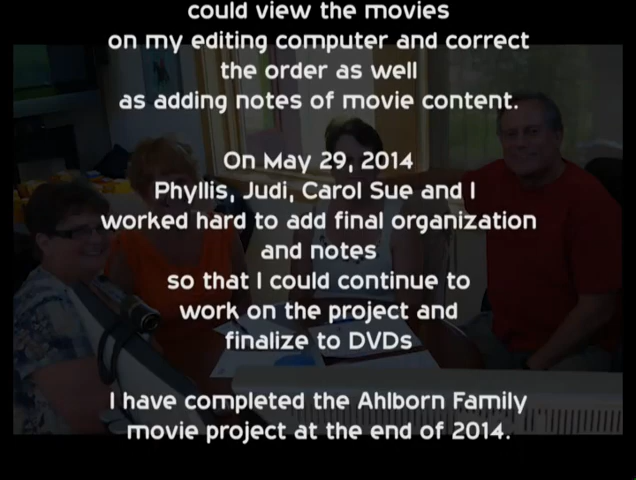 could view the movies
on my editing computer and correct
the order as well
as adding notes of movie content.
On May 29, 2014
Phyllis, Judi, Carol Sue and I
worked hard to add final organization
and notes
so that I could continue to
work on the project and
finalize to DVDs
I have completed the Ahlborn Family
movie project at the end of 2014.